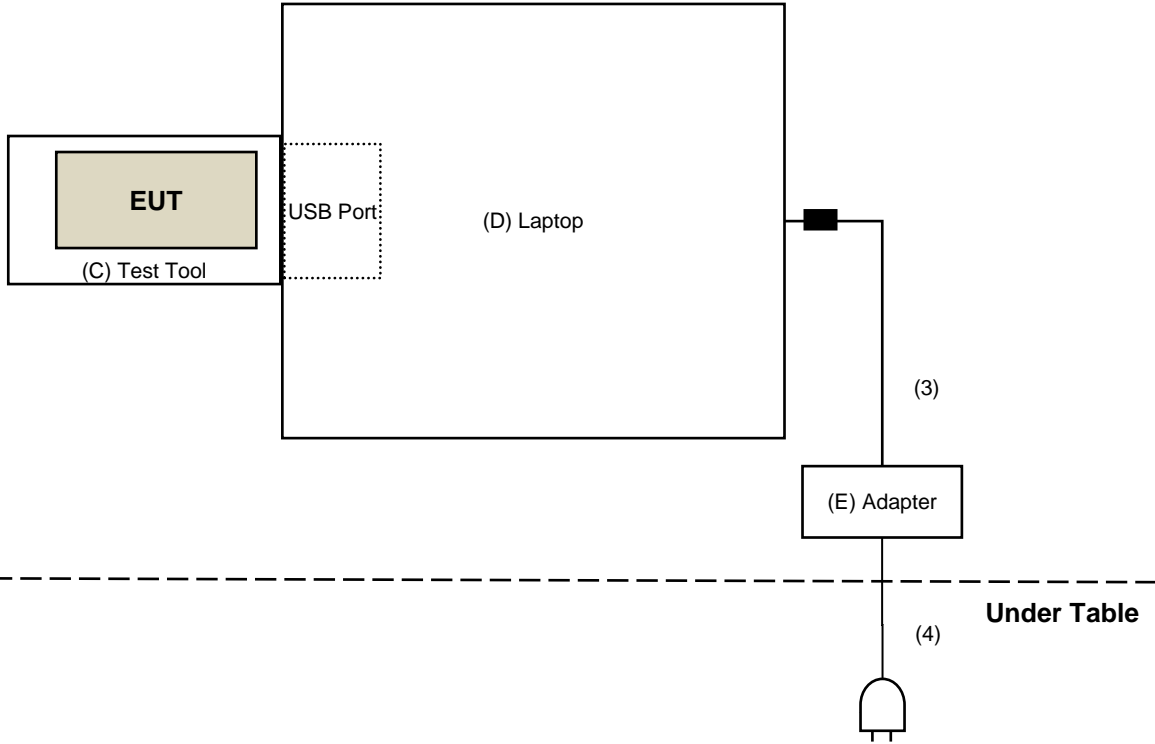 EUT
USB Port
(D) Laptop
(C) Test Tool
(3)
(E) Adapter
Under Table
(4)